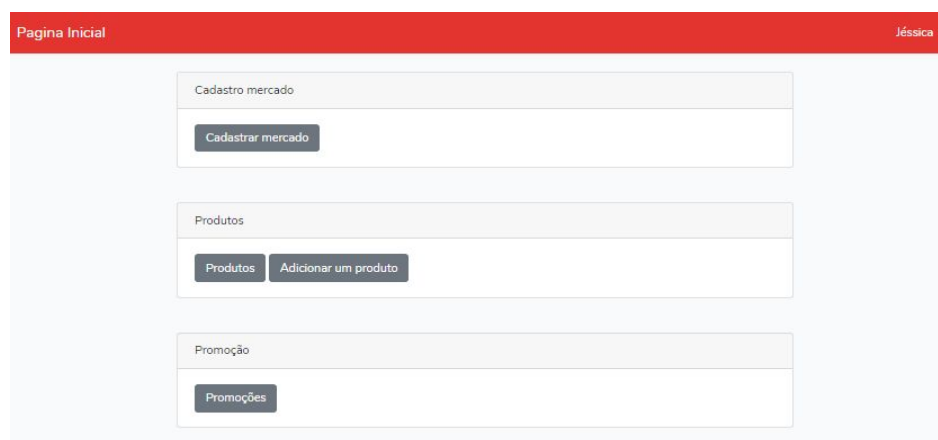 Pagina Inicial Jéssica
Cadastro mercado
Cadastrar mercado
Produtos
Produtos Adicionar um produto
Promoção
Promoções